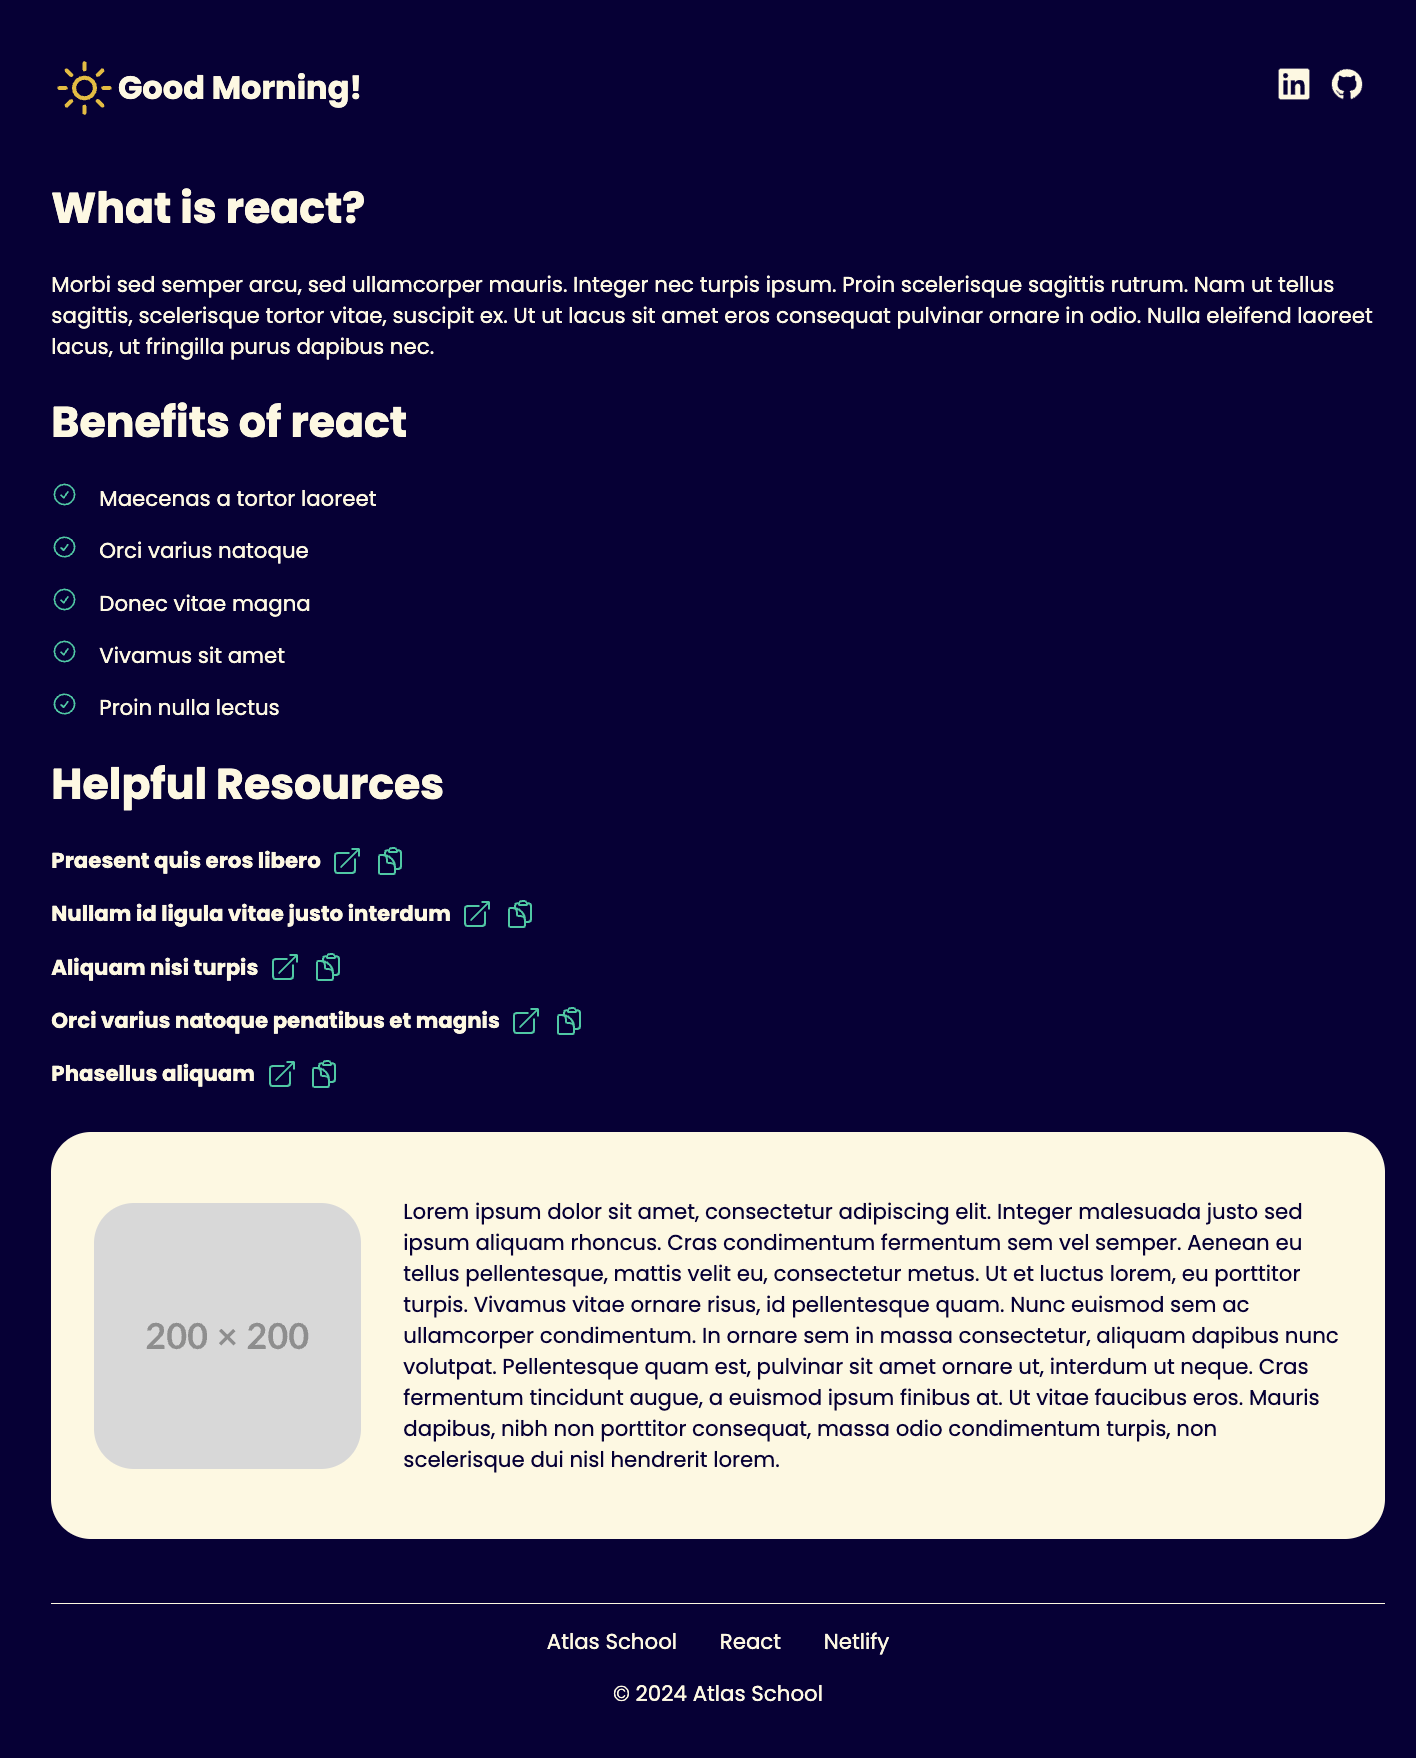 Good Morning!
in
What is react?
Morbi sed semper arcu, sed ullamcorper mauris. Integer nec turpis ipsum. Proin scelerisque sagittis rutrum. Nam ut tellus
sagittis, scelerisque tortor vitae, suscipit ex. Ut ut lacus sit amet eros consequat pulvinar ornare in odio. Nulla eleifend laoreet
lacus, ut fringilla purus dapibus nec.
Benefits of react
Maecenas a tortor laoreet
Orci varius natoque
Donec vitae magna
Vivamus sit amet
Proin nulla lectus
Helpful Resources
Praesent quis eros libero
Nullam id ligula vitae justo interdum
Aliquam nisi turpis
Orci varius natoque penatibus et magnis
Phasellus aliquam
200 × 200
Lorem ipsum dolor sit amet, consectetur adipiscing elit. Integer malesuada justo sed
ipsum aliquam rhoncus. Cras condimentum fermentum sem vel semper. Aenean eu
tellus pellentesque, mattis velit eu, consectetur metus. Ut et luctus lorem, eu porttitor
turpis. Vivamus vitae ornare risus, id pellentesque quam. Nunc euismod sem ac
ullamcorper condimentum. In ornare sem in massa consectetur, aliquam dapibus nunc
volutpat. Pellentesque quam est, pulvinar sit amet ornare ut, interdum ut neque. Cras
fermentum tincidunt augue, a euismod ipsum finibus at. Ut vitae faucibus eros. Mauris
dapibus, nibh non porttitor consequat, massa odio condimentum turpis, non
scelerisque dui nisl hendrerit lorem.
Atlas School React Netlify
© 2024 Atlas School